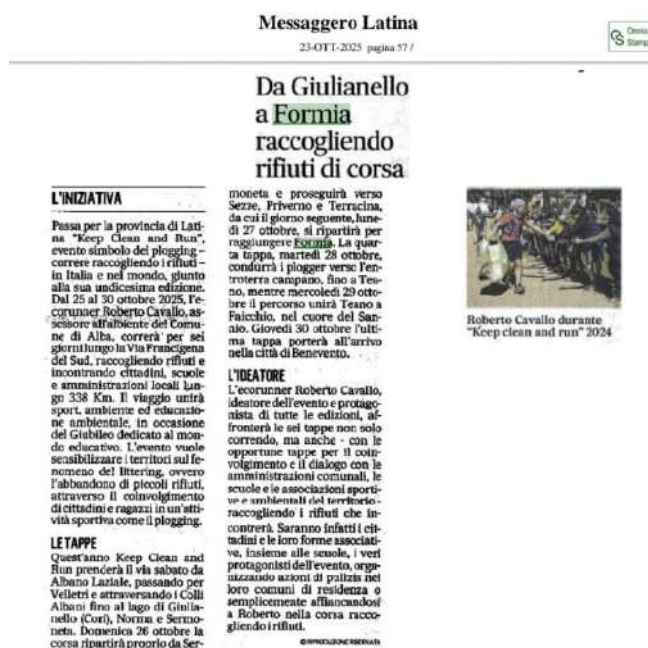 Messaggero Latina
23-OTT-2025 pagina 57 /
Omnia
Stampa
Da Giulianello
a Formia
raccogliendo
rifiuti di corsa
L'INIZIATIVA
Passa per la provincia di Lati-
na "Keep Clean and Run",
evento simbolo del plogging –
correre raccogliendo i rifiuti –
in Italia e nel mondo, giunto
alla sua undicesima edizione.
Dal 25 al 30 ottobre 2025, l'e-
corunner Roberto Cavallo, as-
sessore all'albiente del Comu-
ne di Alba, correrà per sei
giorni lungo la Via Francigena
del Sud, raccogliendo rifiuti e
incontrando cittadini, scuole
e amministrazioni locali lun-
go 338 Km. Il viaggio unirà
sport, ambiente ed educazio-
ne ambientale, in occasione
del Giubileo dedicato al mon-
do educativo. L'evento vuole
sensibilizzare i territori sul fe-
nomeno del littering, ovvero
l'abbandono di piccoli rifiuti,
attraverso il coinvolgimento
di cittadini e ragazzi in un'atti-
vità sportiva come il plogging.
LE TAPPE
Quest'anno Keep Clean and
Run prenderà il via sabato da
Albano Laziale, passando per
Velletri e attraversando i Colli
Albani fino al lago di Giulia-
nello (Cori), Norma e Sermo-
neta. Domenica 26 ottobre la
corsa ripartirà proprio da Ser-
moneta e proseguirà verso
Sezze, Priverno e Terracina,
da cui il giorno seguente, lune-
dì 27 ottobre, si ripartirà per
raggiungere Formia. La quar-
ta tappa, martedì 28 ottobre,
condurrà i plogger verso l'en-
troterra campano, fino a Tea-
no, mentre mercoledì 29 otto-
bre il percorso unirà Teano a
Faicchio, nel cuore del San-
nio. Giovedì 30 ottobre l'ulti-
ma tappa porterà all'arrivo
nella città di Benevento.
L'IDEATORE
L'ecorunner Roberto Cavallo,
ideatore dell'evento e protago-
nista di tutte le edizioni, af-
fronterà le sei tappe non solo
correndo, ma anche - con le
opportune tappe per il coin-
volgimento e il dialogo con le
amministrazioni comunali, le
scuole e le associazioni sporti-
ve e ambientali del territorio -
raccogliendo i rifiuti che in-
contrerà. Saranno infatti i cit-
tadini e le loro forme associati-
ve, insieme alle scuole, i veri
protagonisti dell'evento, orga-
nizzando azioni di pulizia nei
loro comuni di residenza o
semplicemente affiancandosi
a Roberto nella corsa racco-
gliendo i rifiuti.
© RIPRODUZIONE RISERVATA
Roberto Cavallo durante
"Keep clean and run" 2024